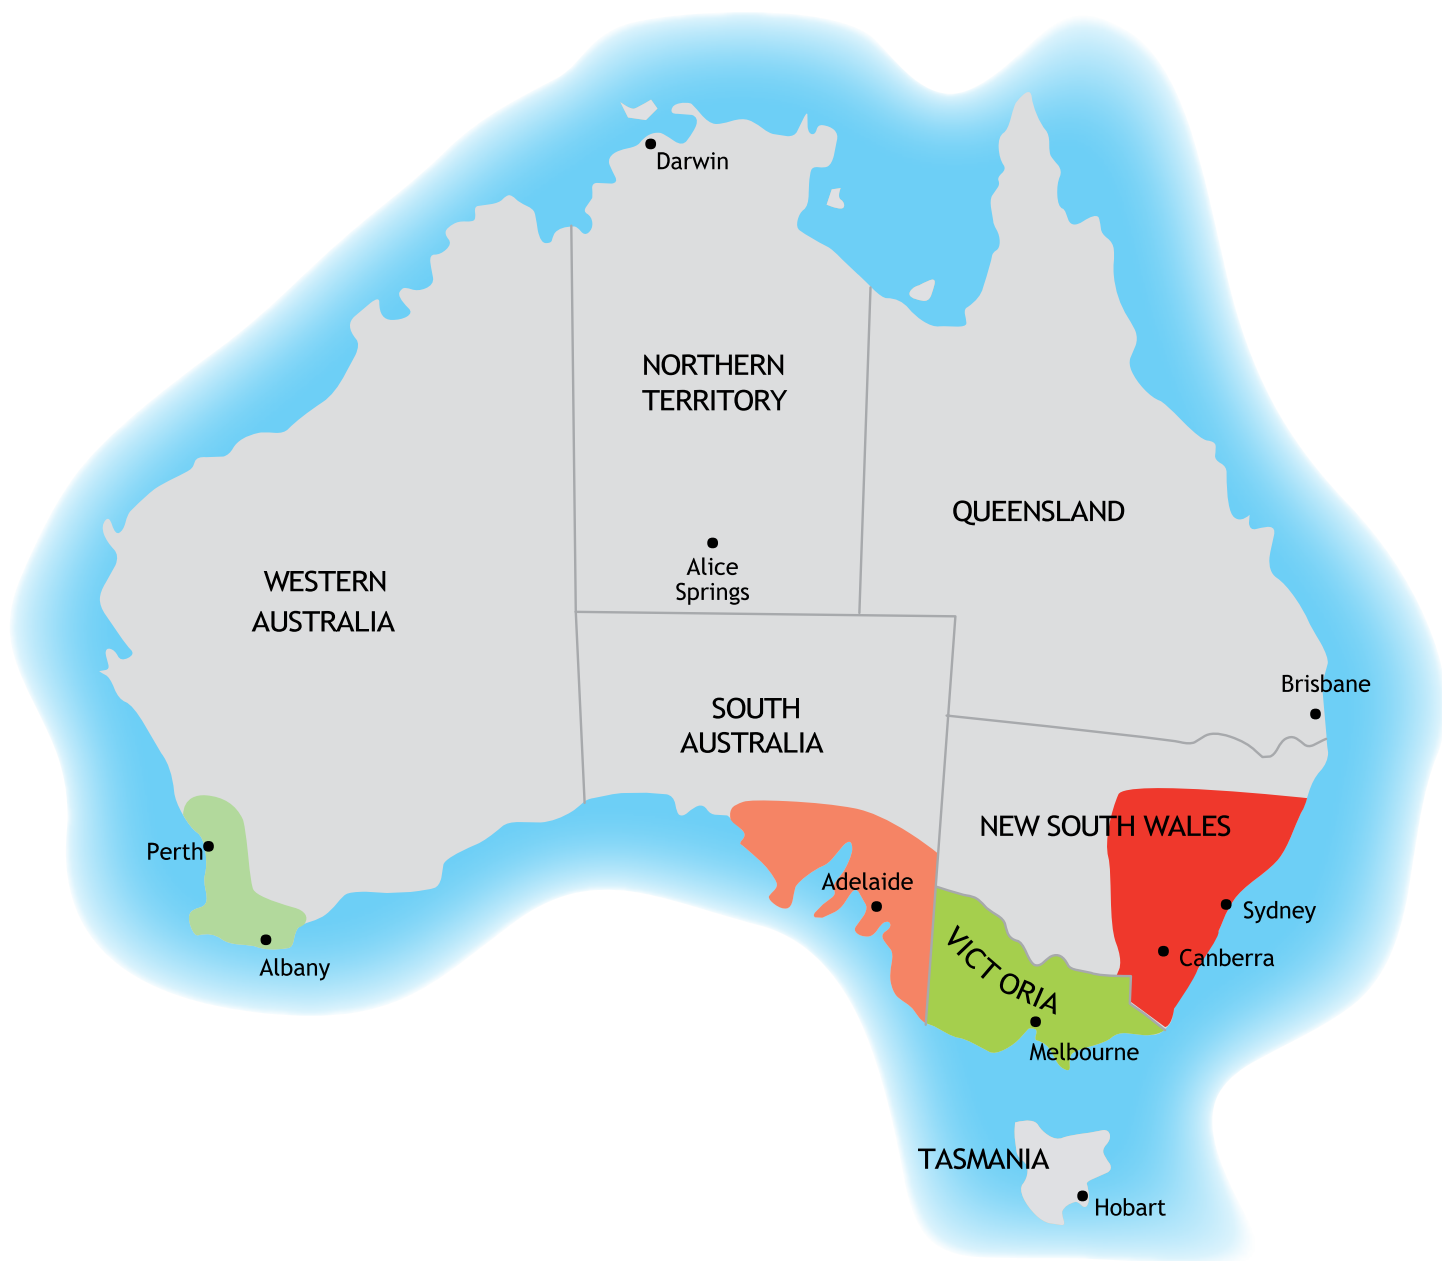 Darwin
NORTHERN
TERRITORY
QUEENSLAND
Alice
Springs
WESTERN
AUSTRALIA
Brisbane
SOUTH
AUSTRALIA
NEW SOUTH WALES
Perth
Adelaide
Sydney
VICTORIA
Canberra
Albany
Melbourne
TASMANIA
Hobart